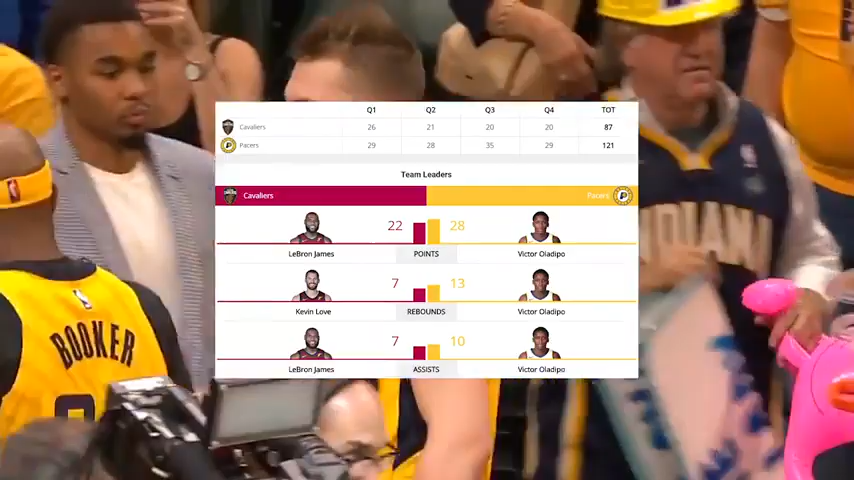 Q1 Q2 Q3 Q4 TOT
Cavaliers 26 21 20 20 87
Pacers 29 28 35 29 121
Team Leaders
Cavaliers Pacers
22 28
LeBron James POINTS Victor Oladipo
7 13
Kevin Love REBOUNDS Victor Oladipo
7 10
LeBron James ASSISTS Victor Oladipo
BOOKER
INDIANA